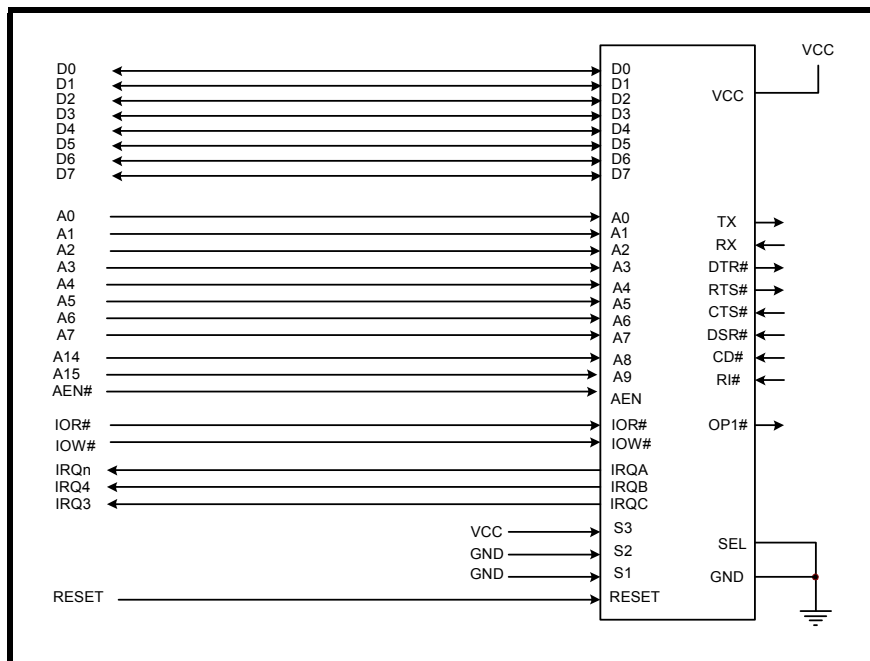 VCC
D0 D0
D1 D1
D2 D2
D3 D3
D4 D4
D5 D5
D6 D6
D7 D7
VCC
A0 A0 TX
A1 A1 RX
A2 A2
A3 A3 DTR#
A4 A4 RTS#
A5 A5
A6 A6 CTS#
A7 A7 DSR#
A14 A8 CD#
A15 A9 RI#
AEN# AEN
IOR# IOR# OP1#
IOW# IOW#
IRQn IRQA
IRQ4 IRQB
IRQ3 IRQC
VCC S3
GND S2 SEL
GND S1 GND
RESET RESET